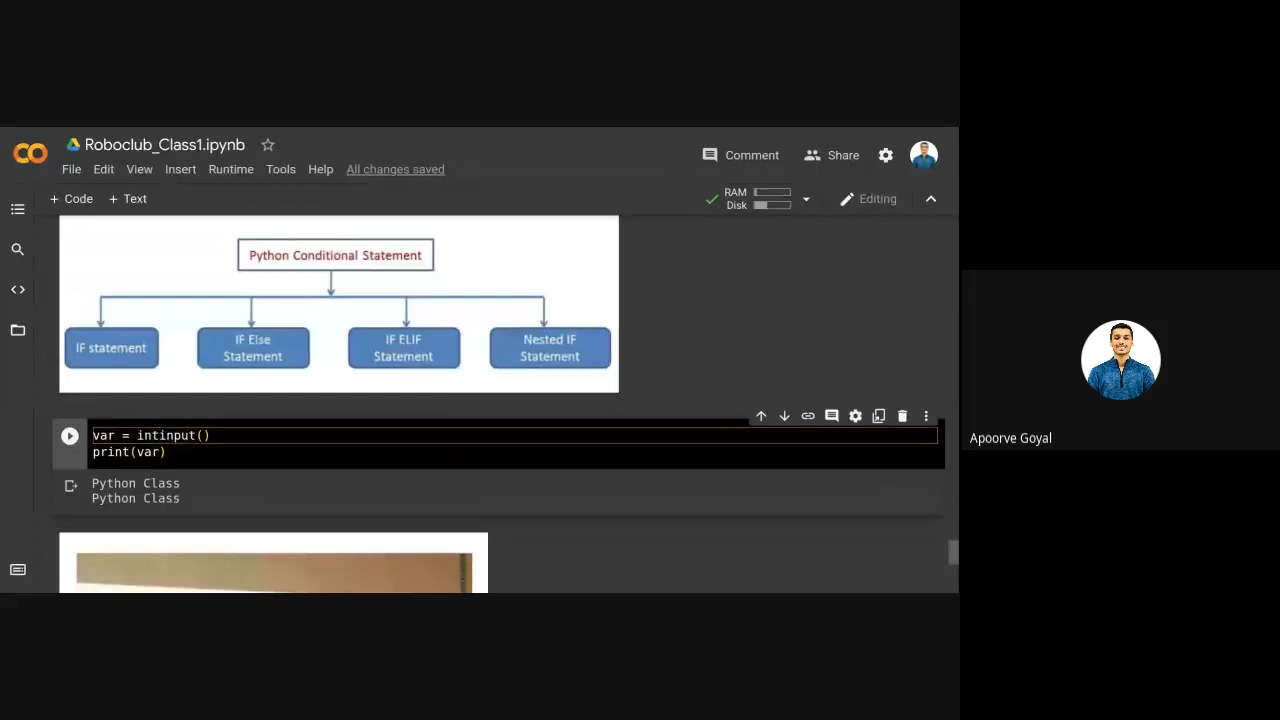 Roboclub_Class1.ipynb
File Edit View Insert Runtime Tools Help All changes saved
Comment Share
+ Code + Text
RAM
Disk
Editing
Python Conditional Statement
IF statement
IF Else
Statement
IF ELIF
Statement
Nested IF
Statement
var = intinput()
print(var)
Python Class
Python Class
Apoorve Goyal